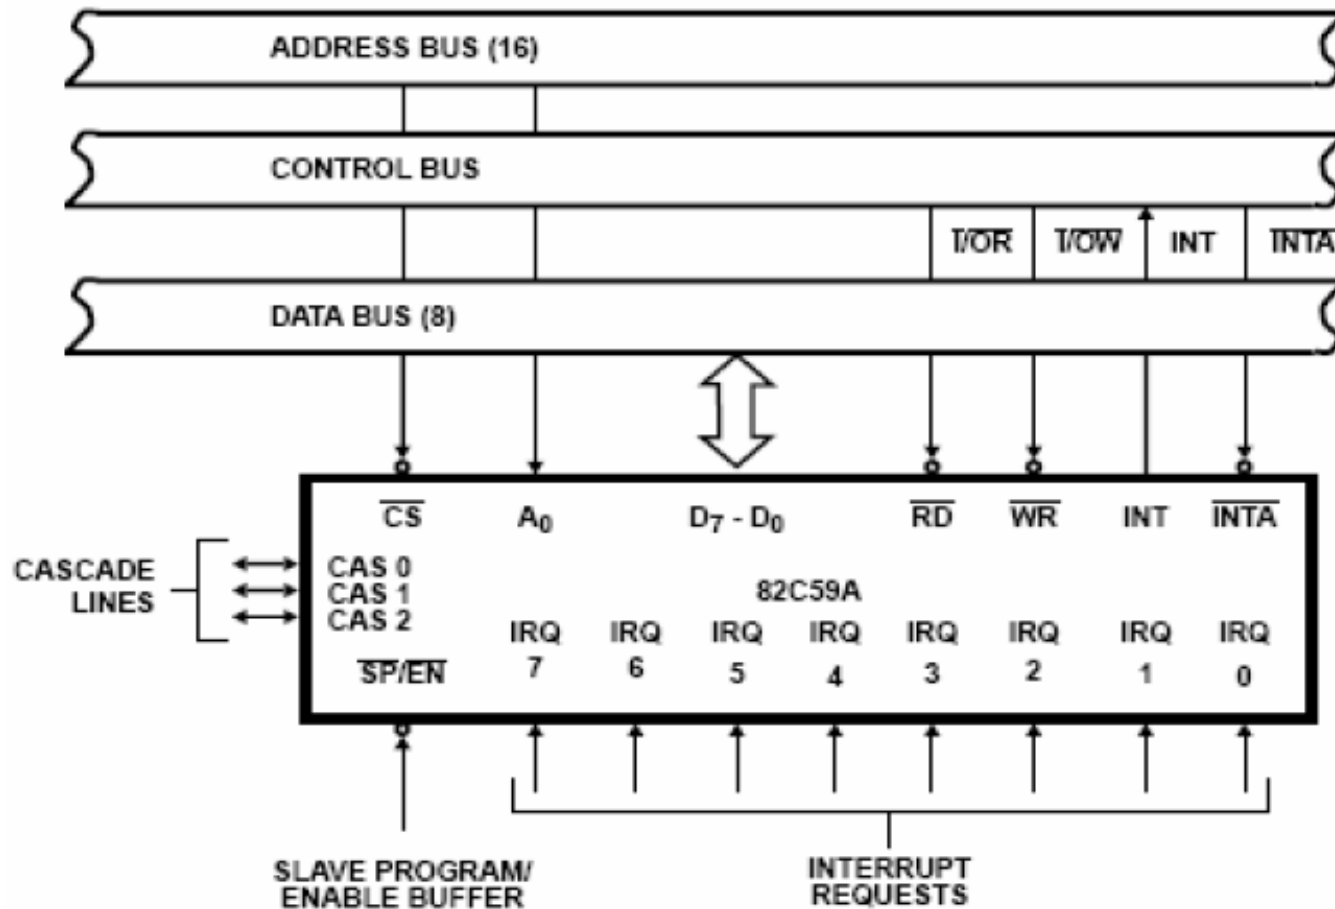 ADDRESS BUS (16)
CONTROL BUS
I/OR I/OW INT INTA
DATA BUS (8)
CS A0 D7 - D0 RD WR INT INTA
CASCADE
LINES
CAS 0
CAS 1
CAS 2
82C59A
IRQ IRQ IRQ IRQ IRQ IRQ IRQ IRQ
SP/EN 7 6 5 4 3 2 1 0
SLAVE PROGRAM/
ENABLE BUFFER
INTERRUPT
REQUESTS